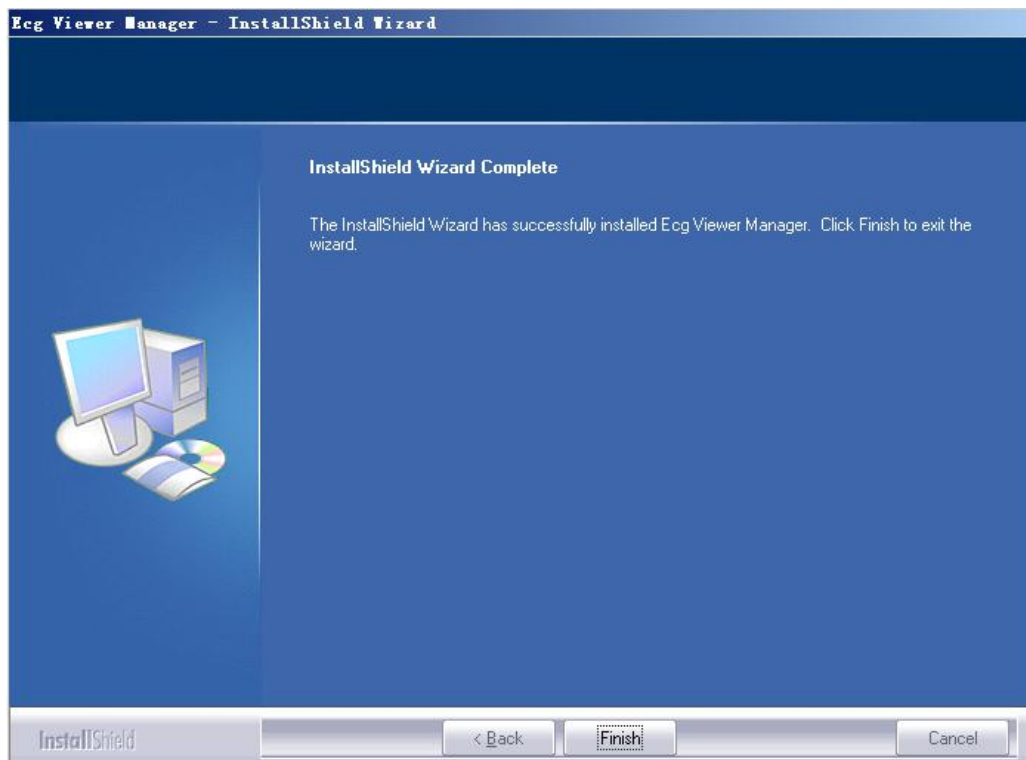 Ecg Viewer Manager - InstallShield Wizard
InstallShield Wizard Complete
The InstallShield Wizard has successfully installed Ecg Viewer Manager. Click Finish to exit the
wizard.
InstallShield
< Back
Finish
Cancel